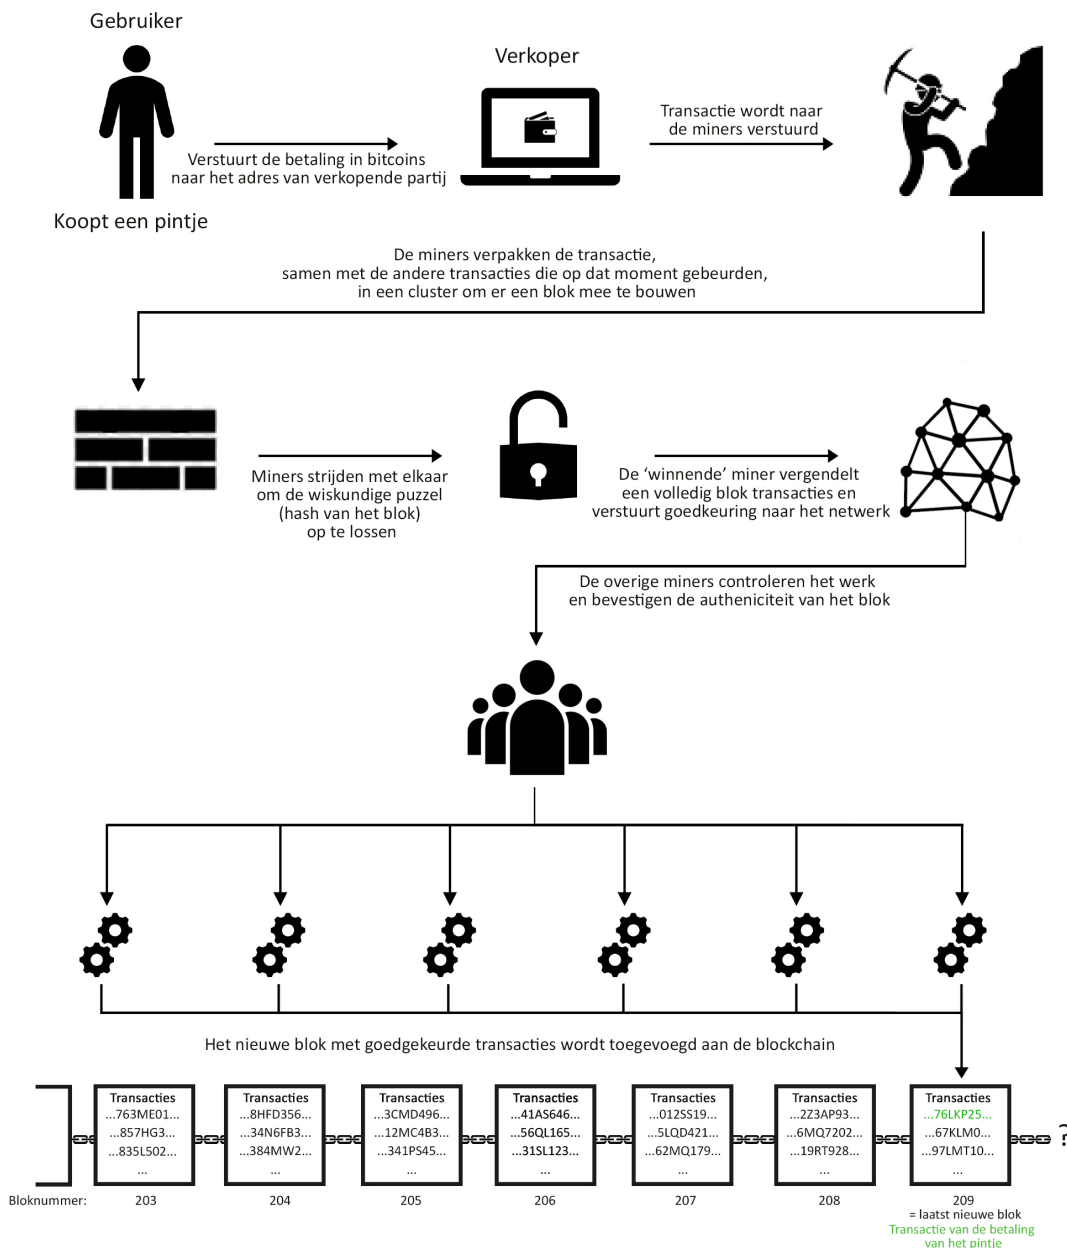 Gebruiker
Verkoper
Transactie wordt naar
de miners verstuurd
Verstuurt de betaling in bitcoins
naar het adres van verkopende partij
Koopt een pintje
De miners verpakken de transactie,
samen met de andere transacties die op dat moment gebeurden,
in een cluster om er een blok mee te bouwen
Miners strijden met elkaar
om de wiskundige puzzel
(hash van het blok)
op te lossen
De ‘winnende’ miner vergendelt
een volledig blok transacties en
verstuurt goedkeuring naar het netwerk
De overige miners controleren het werk
en bevestigen de autheniciteit van het blok
Het nieuwe blok met goedgekeurde transacties wordt toegevoegd aan de blockchain
Transacties
...763ME01...
...857HG3...
...835L502...
...
Transacties
...8HFD356...
...34N6FB3...
...384MW2...
...
Transacties
...3CMD496...
...12MC4B3...
...341PS45...
...
Transacties
...41AS646...
...56QL165...
...31SL123...
...
Transacties
...012SS19...
...5LQD421...
...62MQ179...
...
Transacties
...2Z3AP93...
...6MQ7202...
...19RT928...
...
Transacties
...76LKP25...
...67KLM0...
...97LMT10...
...
?
Bloknummer: 203 204 205 206 207 208 209
= laatst nieuwe blok
Transactie van de betaling
van het pintje